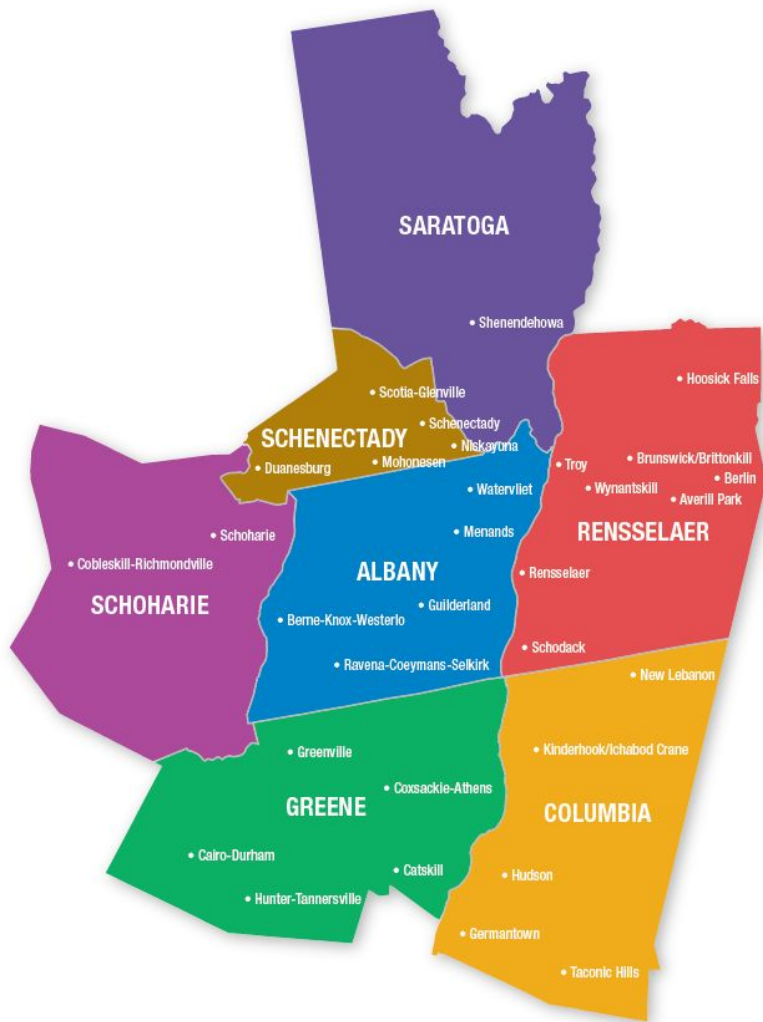 SARATOGA
• Shenendehowa
• Hoosick Falls
• Scotia-Glenville
• Schenectady
SCHENECTADY
• Niskayuna
• Mohonesen
• Duanesburg
• Brunswick/Brittonkill
• Troy
• Berlin
• Wynantskill
• Averill Park
RENSSELAER
• Watervliet
• Menands
• Schoharie
• Cobleskill-Richmondville
SCHOHARIE
ALBANY
• Rensselaer
• Guilderland
• Berne-Knox-Westerlo
• Schodack
• Ravena-Coeymans-Selkirk
• New Lebanon
• Greenville
• Kinderhook/Ichabod Crane
• Coxsackie-Athens
GREENE
COLUMBIA
• Cairo-Durham
• Catskill
• Hudson
• Hunter-Tannersville
• Germantown
• Taconic Hills